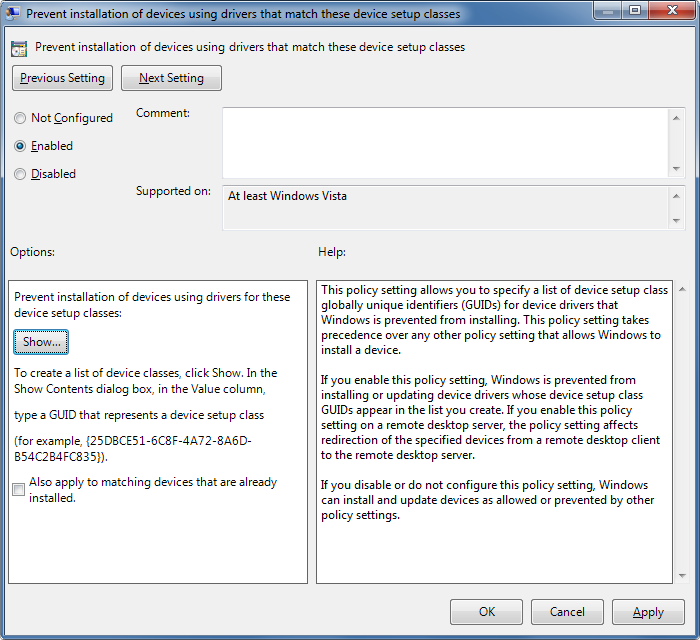 Prevent installation of devices using drivers that match these device setup classes
Prevent installation of devices using drivers that match these device setup classes
Previous Setting
Next Setting
Not Configured
Comment:
Enabled
Disabled
Supported on:
At least Windows Vista
Options:
Help:
Prevent installation of devices using drivers for these
device setup classes:
Show...
To create a list of device classes, click Show. In the
Show Contents dialog box, in the Value column,
type a GUID that represents a device setup class
(for example, {25DBCE51-6C8F-4A72-8A6D-
B54C2B4FC835}).
Also apply to matching devices that are already
installed.
This policy setting allows you to specify a list of device setup class
globally unique identifiers (GUIDs) for device drivers that
Windows is prevented from installing. This policy setting takes
precedence over any other policy setting that allows Windows to
install a device.
If you enable this policy setting, Windows is prevented from
installing or updating device drivers whose device setup class
GUIDs appear in the list you create. If you enable this policy
setting on a remote desktop server, the policy setting affects
redirection of the specified devices from a remote desktop client
to the remote desktop server.
If you disable or do not configure this policy setting, Windows
can install and update devices as allowed or prevented by other
policy settings.
OK
Cancel
Apply